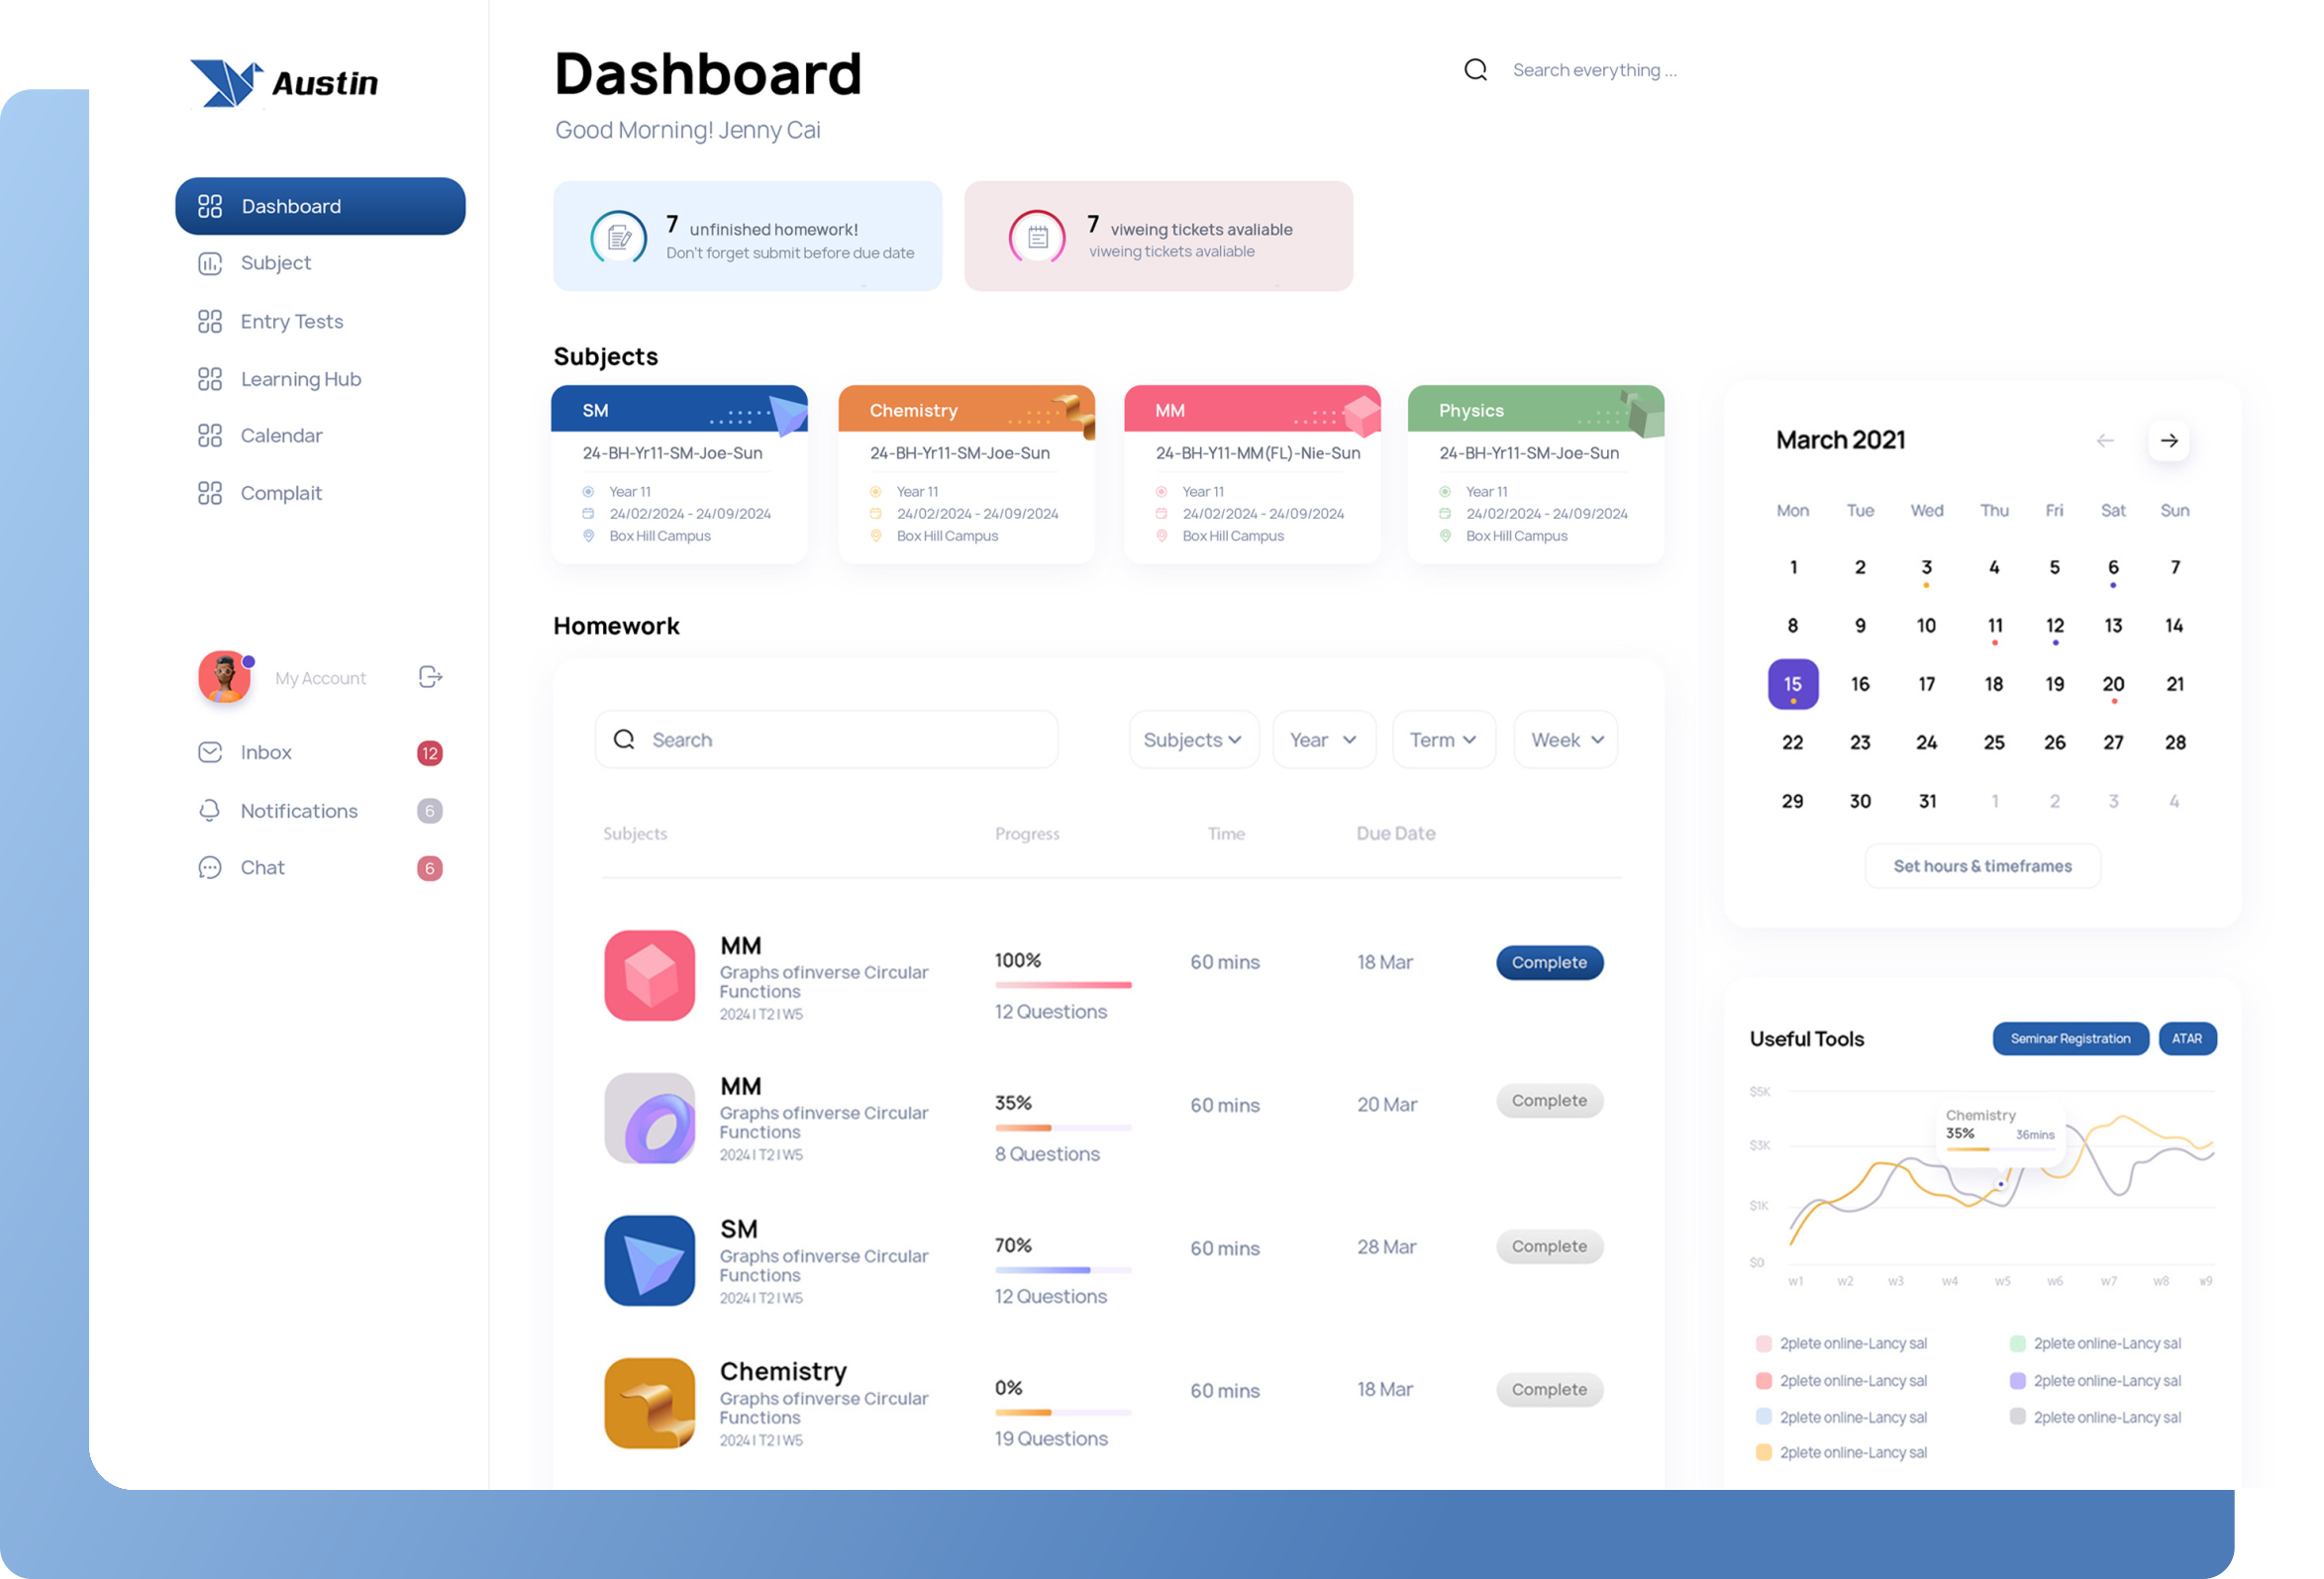 Austin
Dashboard
Subject
Entry Tests
Learning Hub
Calendar
Complait
My Account
Inbox 12
Notifications 6
Chat 6
Dashboard
Good Morning! Jenny Cai
Search everything ...
7 unfinished homework!
Don't forget submit before due date
7 viweing tickets avaliable
viweing tickets avaliable
Subjects
SM
24-BH-Yr11-SM-Joe-Sun
Year 11
24/02/2024 - 24/09/2024
Box Hill Campus
Chemistry
24-BH-Yr11-SM-Joe-Sun
Year 11
24/02/2024 - 24/09/2024
Box Hill Campus
MM
24-BH-Y11-MM(FL)-Nie-Sun
Year 11
24/02/2024 - 24/09/2024
Box Hill Campus
Physics
24-BH-Yr11-SM-Joe-Sun
Year 11
24/02/2024 - 24/09/2024
Box Hill Campus
Homework
Search
Subjects
Year
Term
Week
Subjects Progress Time Due Date
MM
Graphs ofinverse Circular
Functions
2024 I T2 I W5
100%
12 Questions
60 mins
18 Mar
Complete
MM
Graphs ofinverse Circular
Functions
2024 I T2 I W5
35%
8 Questions
60 mins
20 Mar
Complete
SM
Graphs ofinverse Circular
Functions
2024 I T2 I W5
70%
12 Questions
60 mins
28 Mar
Complete
Chemistry
Graphs ofinverse Circular
Functions
2024 I T2 I W5
0%
19 Questions
60 mins
18 Mar
Complete
March 2021
Mon Tue Wed Thu Fri Sat Sun
1 2 3 4 5 6 7
8 9 10 11 12 13 14
15 16 17 18 19 20 21
22 23 24 25 26 27 28
29 30 31 1 2 3 4
Set hours & timeframes
Useful Tools
Seminar Registration
ATAR
$5K
$3K
$1K
$0
Chemistry
35% 36mins
w1 w2 w3 w4 w5 w6 w7 w8 w9
2plete online-Lancy sal
2plete online-Lancy sal
2plete online-Lancy sal
2plete online-Lancy sal
2plete online-Lancy sal
2plete online-Lancy sal
2plete online-Lancy sal